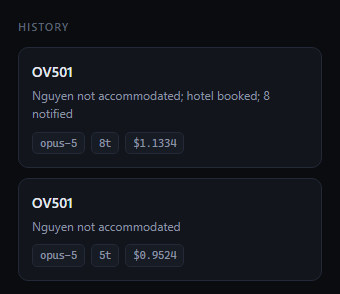 HISTORY
OV501
Nguyen not accommodated; hotel booked; 8
notified
opus-5 8t $1.1334
OV501
Nguyen not accommodated
opus-5 5t $0.9524